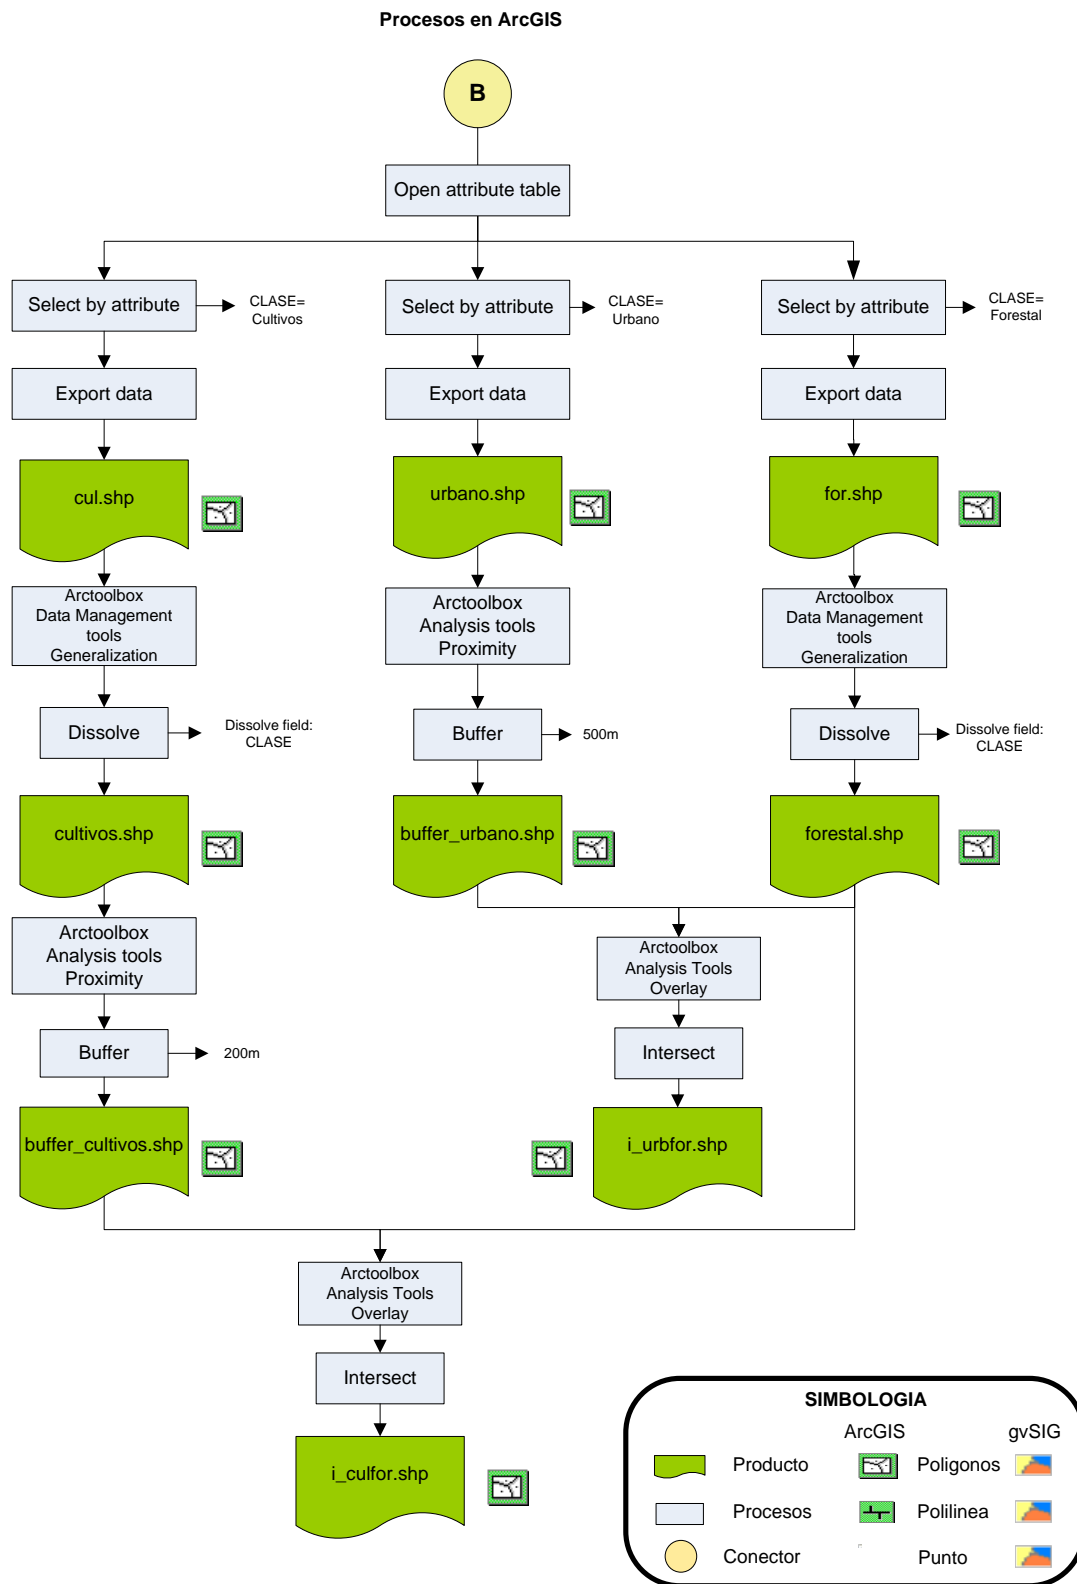 Procesos en ArcGIS
B
Open attribute table
Select by attribute
CLASE=
Cultivos
Select by attribute
CLASE=
Urbano
Select by attribute
CLASE=
Forestal
Export data
Export data
Export data
cul.shp
urbano.shp
for.shp
Arctoolbox
Data Management
tools
Generalization
Arctoolbox
Analysis tools
Proximity
Arctoolbox
Data Management
tools
Generalization
Dissolve
Dissolve field:
CLASE
Buffer
500m
Dissolve
Dissolve field:
CLASE
cultivos.shp
buffer_urbano.shp
forestal.shp
Arctoolbox
Analysis tools
Proximity
Arctoolbox
Analysis Tools
Overlay
Buffer
200m
Intersect
buffer_cultivos.shp
i_urbfor.shp
Arctoolbox
Analysis Tools
Overlay
Intersect
i_culfor.shp
SIMBOLOGIA
ArcGIS
gvSIG
Producto
Poligonos
Procesos
Polilinea
Conector
Punto